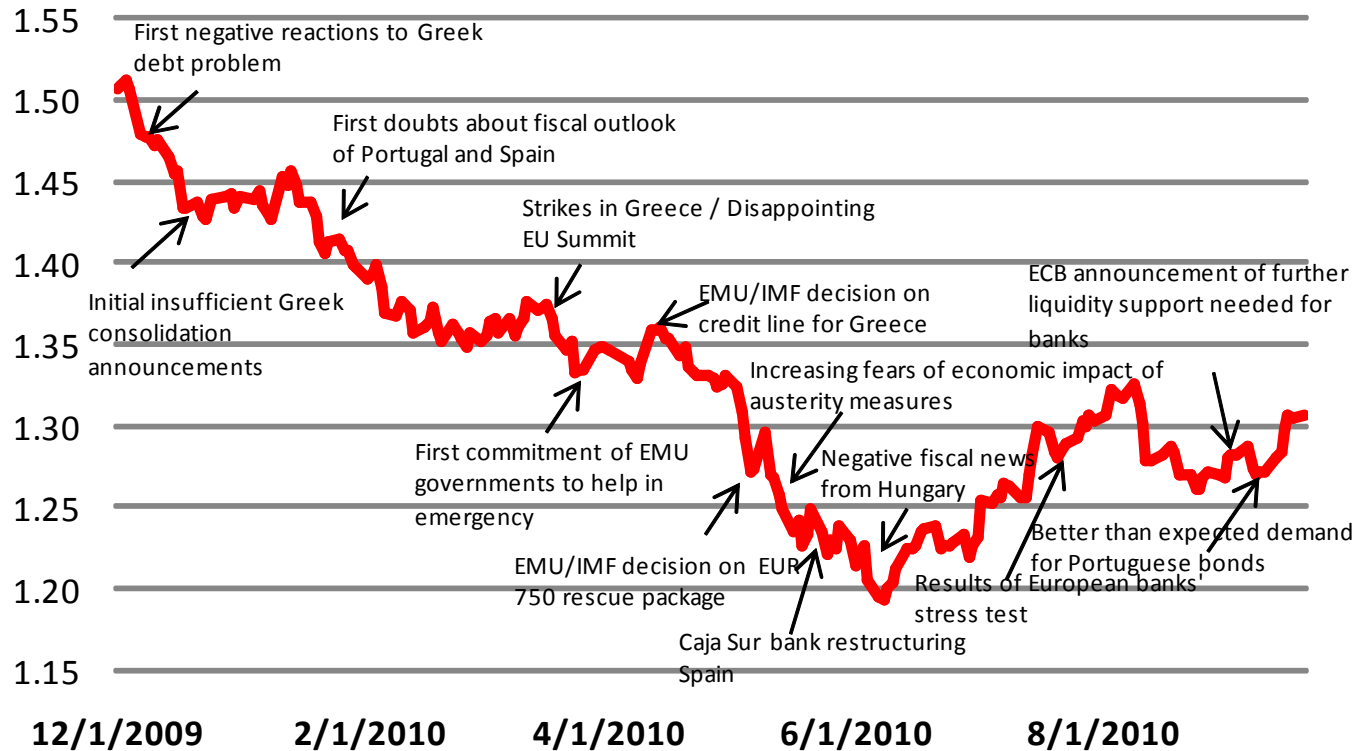 1.55
1.50
1.45
1.40
1.35
1.30
1.25
1.20
1.15
First negative reactions to Greek
debt problem
First doubts about fiscal outlook
of Portugal and Spain
Strikes in Greece / Disappointing
EU Summit
Initial insufficient Greek
consolidation
announcements
EMU/IMF decision on
credit line for Greece
ECB announcement of further
liquidity support needed for
banks
Increasing fears of economic impact of
austerity measures
First commitment of EMU
governments to help in
emergency
Negative fiscal news
from Hungary
EMU/IMF decision on EUR
750 rescue package
Better than expected demand
for Portuguese bonds
Results of European banks'
stress test
Caja Sur bank restructuring
Spain
12/1/2009
2/1/2010
4/1/2010
6/1/2010
8/1/2010